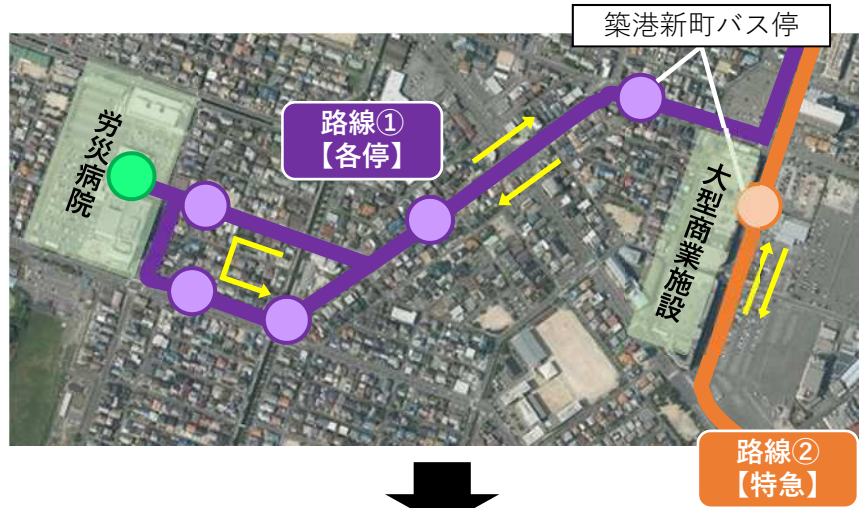 築港新町バス停
路線①
【各停】
労災病院
大型商業施設
路線②
【特急】